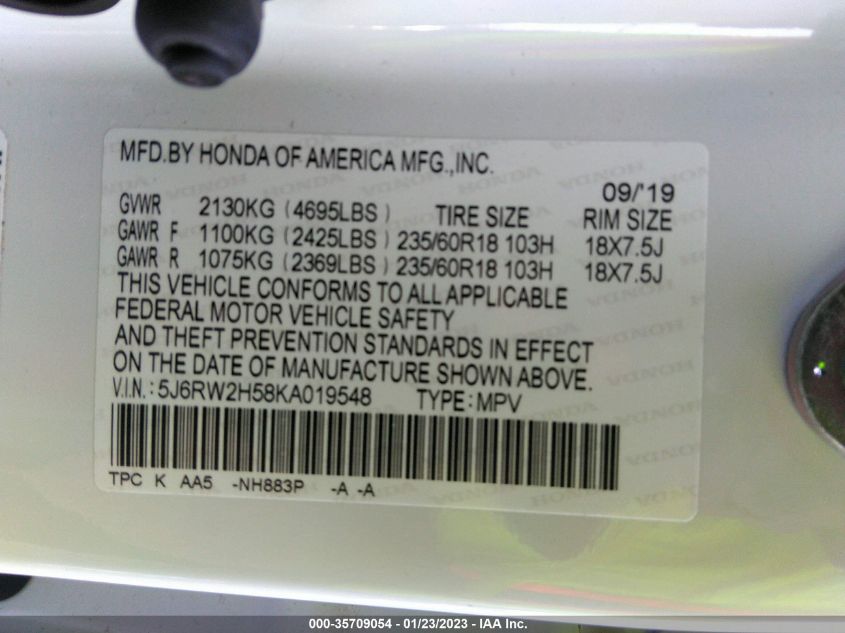 MFD.BY HONDA OF AMERICA MFG.,INC.
09/'19
GVWR 2130KG (4695LBS) TIRE SIZE RIM SIZE
GAWR F 1100KG (2425LBS) 235/60R18 103H 18X7.5J
GAWR R 1075KG (2369LBS) 235/60R18 103H 18X7.5J
THIS VEHICLE CONFORMS TO ALL APPLICABLE
FEDERAL MOTOR VEHICLE SAFETY
AND THEFT PREVENTION STANDARDS IN EFFECT
ON THE DATE OF MANUFACTURE SHOWN ABOVE.
V.I.N.: 5J6RW2H58KA019548 TYPE: MPV
TPC K AA5 -NH883P -A -A
000-35709054 - 01/23/2023 - IAA Inc.